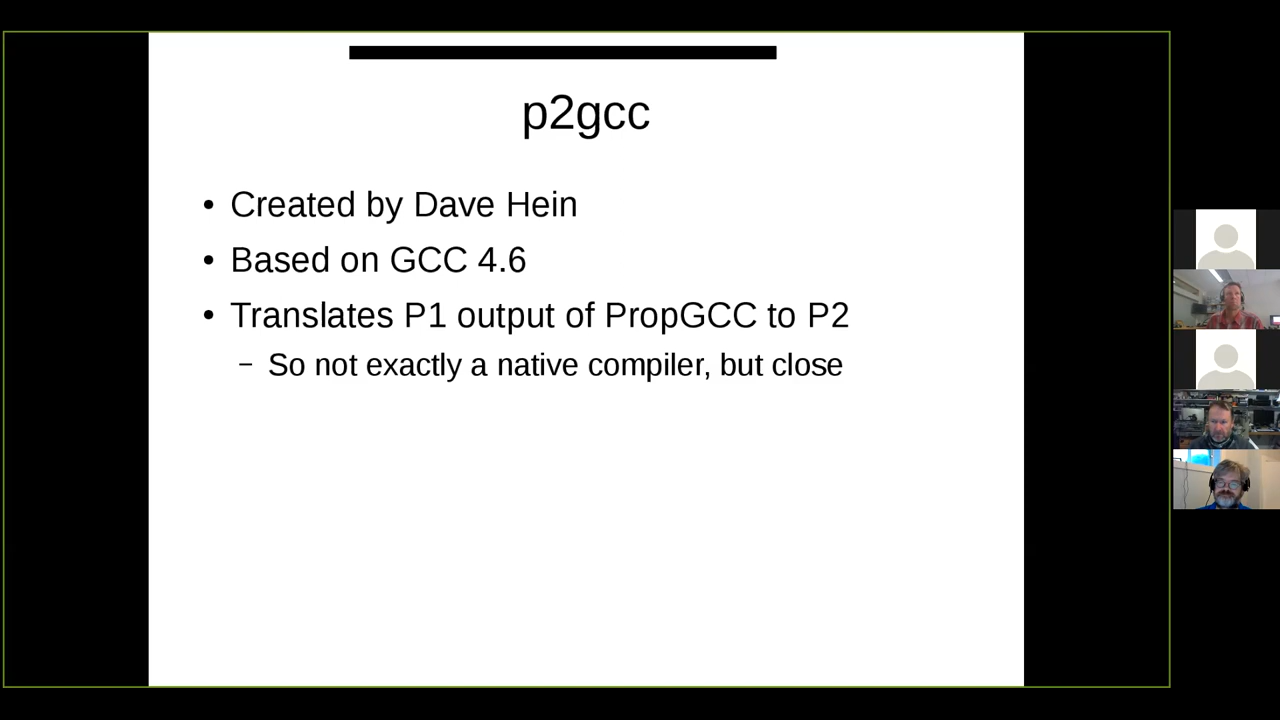 p2gcc
• Created by Dave Hein
• Based on GCC 4.6
• Translates P1 output of PropGCC to P2
– So not exactly a native compiler, but close